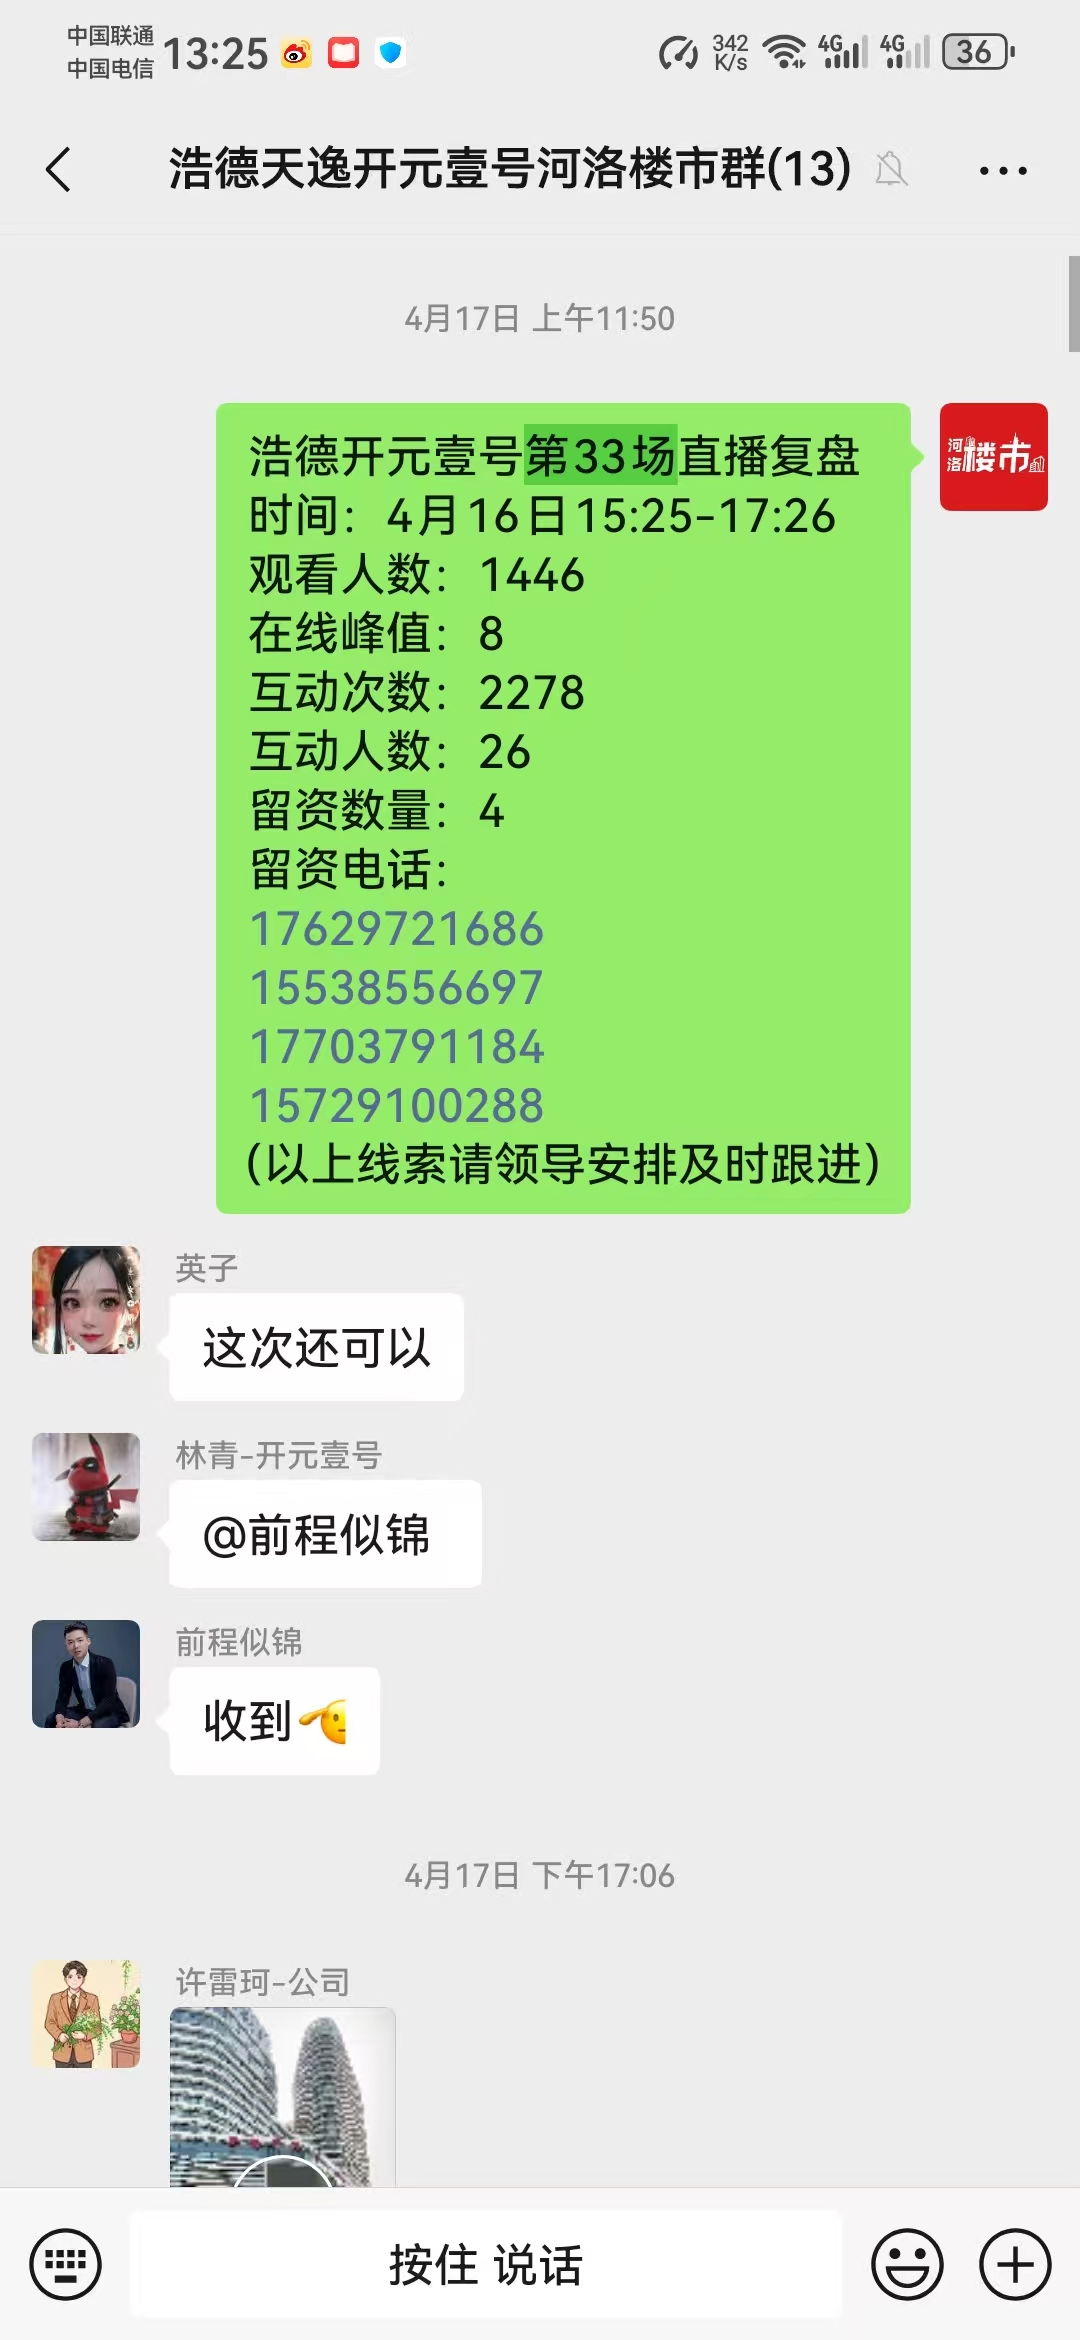 中国联通
中国电信
13:25
342
K/s
4G
4G
36
浩德天逸开元壹号河洛楼市群(13)
4月17日 上午11:50
浩德开元壹号第33场直播复盘
时间：4月16日15:25-17:26
观看人数：1446
在线峰值：8
互动次数：2278
互动人数：26
留资数量：4
留资电话：
17629721686
15538556697
17703791184
15729100288
（以上线索请领导安排及时跟进）
河洛楼市
英子
这次还可以
林青-开元壹号
@前程似锦
前程似锦
收到
4月17日 下午17:06
许雷珂-公司
按住 说话